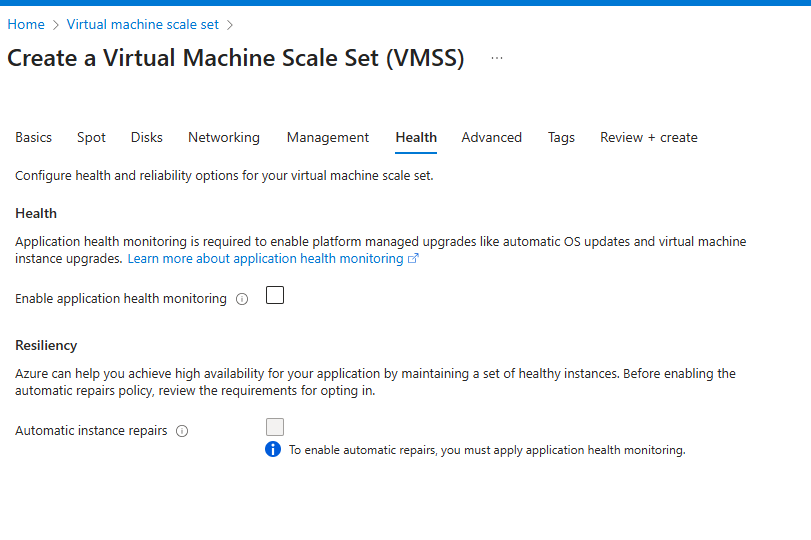 Home > Virtual machine scale set >
Create a Virtual Machine Scale Set (VMSS) ...
Basics Spot Disks Networking Management Health Advanced Tags Review + create
Configure health and reliability options for your virtual machine scale set.
Health
Application health monitoring is required to enable platform managed upgrades like automatic OS updates and virtual machine
instance upgrades. Learn more about application health monitoring
Enable application health monitoring
Resiliency
Azure can help you achieve high availability for your application by maintaining a set of healthy instances. Before enabling the
automatic repairs policy, review the requirements for opting in.
Automatic instance repairs
To enable automatic repairs, you must apply application health monitoring.